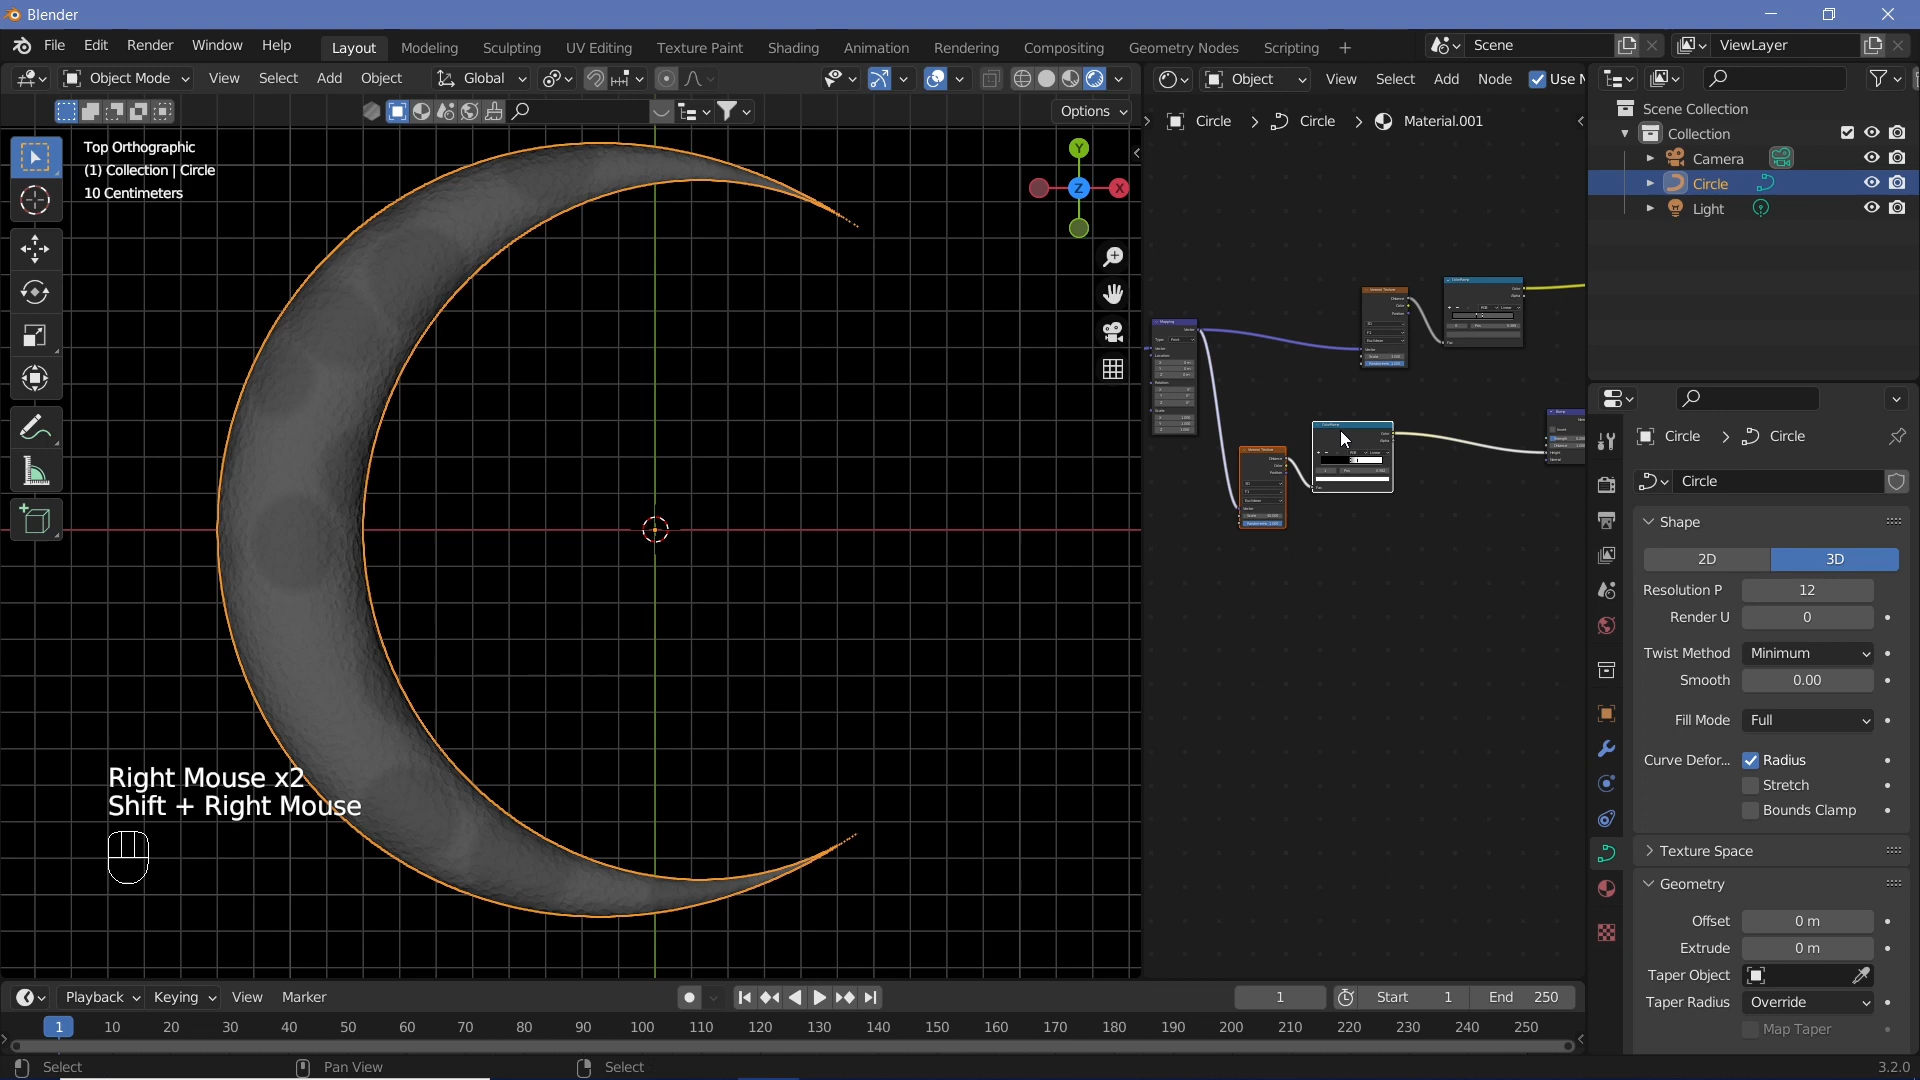 Blender
File Edit Render Window Help Layout Modeling Sculpting UV Editing Texture Paint Shading Animation Rendering Compositing Geometry Nodes Scripting + Scene ViewLayer
Object Mode View Select Add Object Global
Object View Select Add Node Use N
Options
Top Orthographic
(1) Collection | Circle
10 Centimeters
Y
X
Z
Circle > Circle > Material.001
Scene Collection
Collection
Camera
Circle
Light
Circle > Circle
Circle
Shape
2D 3D
Resolution P 12
Render U 0
Twist Method Minimum
Smooth 0.00
Fill Mode Full
Curve Defor... Radius
Stretch
Bounds Clamp
Texture Space
Geometry
Offset 0 m
Extrude 0 m
Taper Object
Taper Radius Override
Map Taper
Right Mouse x2
Shift + Right Mouse
Playback Keying View Marker 1 Start 1 End 250
1 10 20 30 40 50 60 70 80 90 100 110 120 130 140 150 160 170 180 190 200 210 220 230 240 250
Select Pan View Select 3.2.0